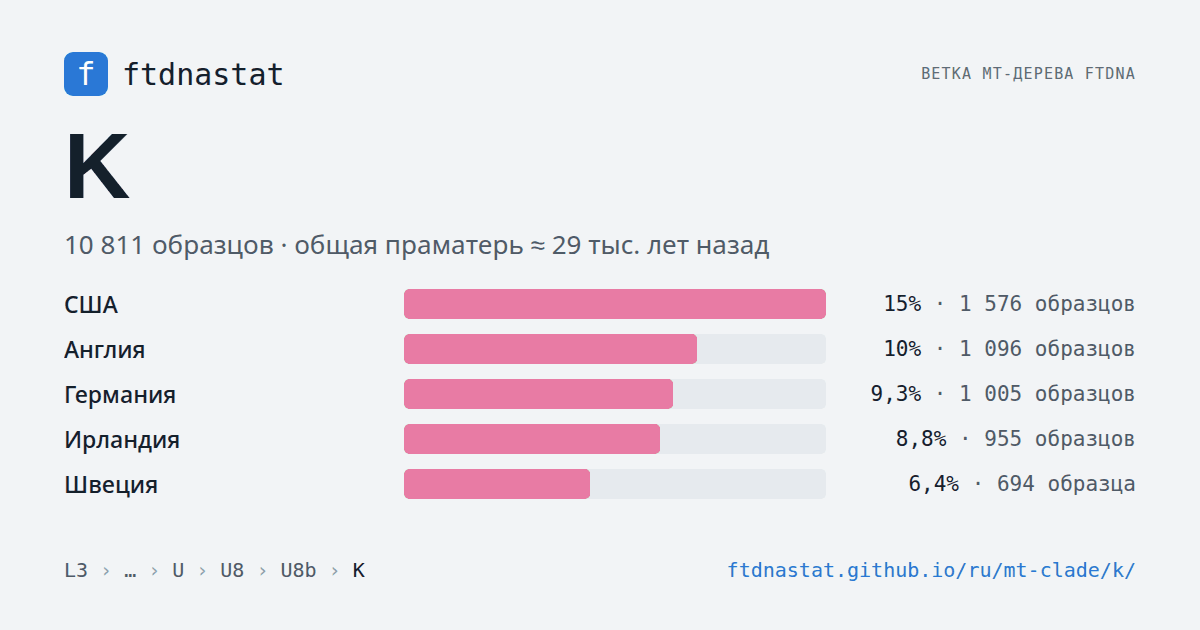 f ftdnastat
ВЕТКА МТ-ДЕРЕВА FTDNA
K
10 811 образцов · общая праматерь ≈ 29 тыс. лет назад
США 15% · 1 576 образцов
Англия 10% · 1 096 образцов
Германия 9,3% · 1 005 образцов
Ирландия 8,8% · 955 образцов
Швеция 6,4% · 694 образца
L3 › … › U › U8 › U8b › K
ftdnastat.github.io/ru/mt-clade/k/